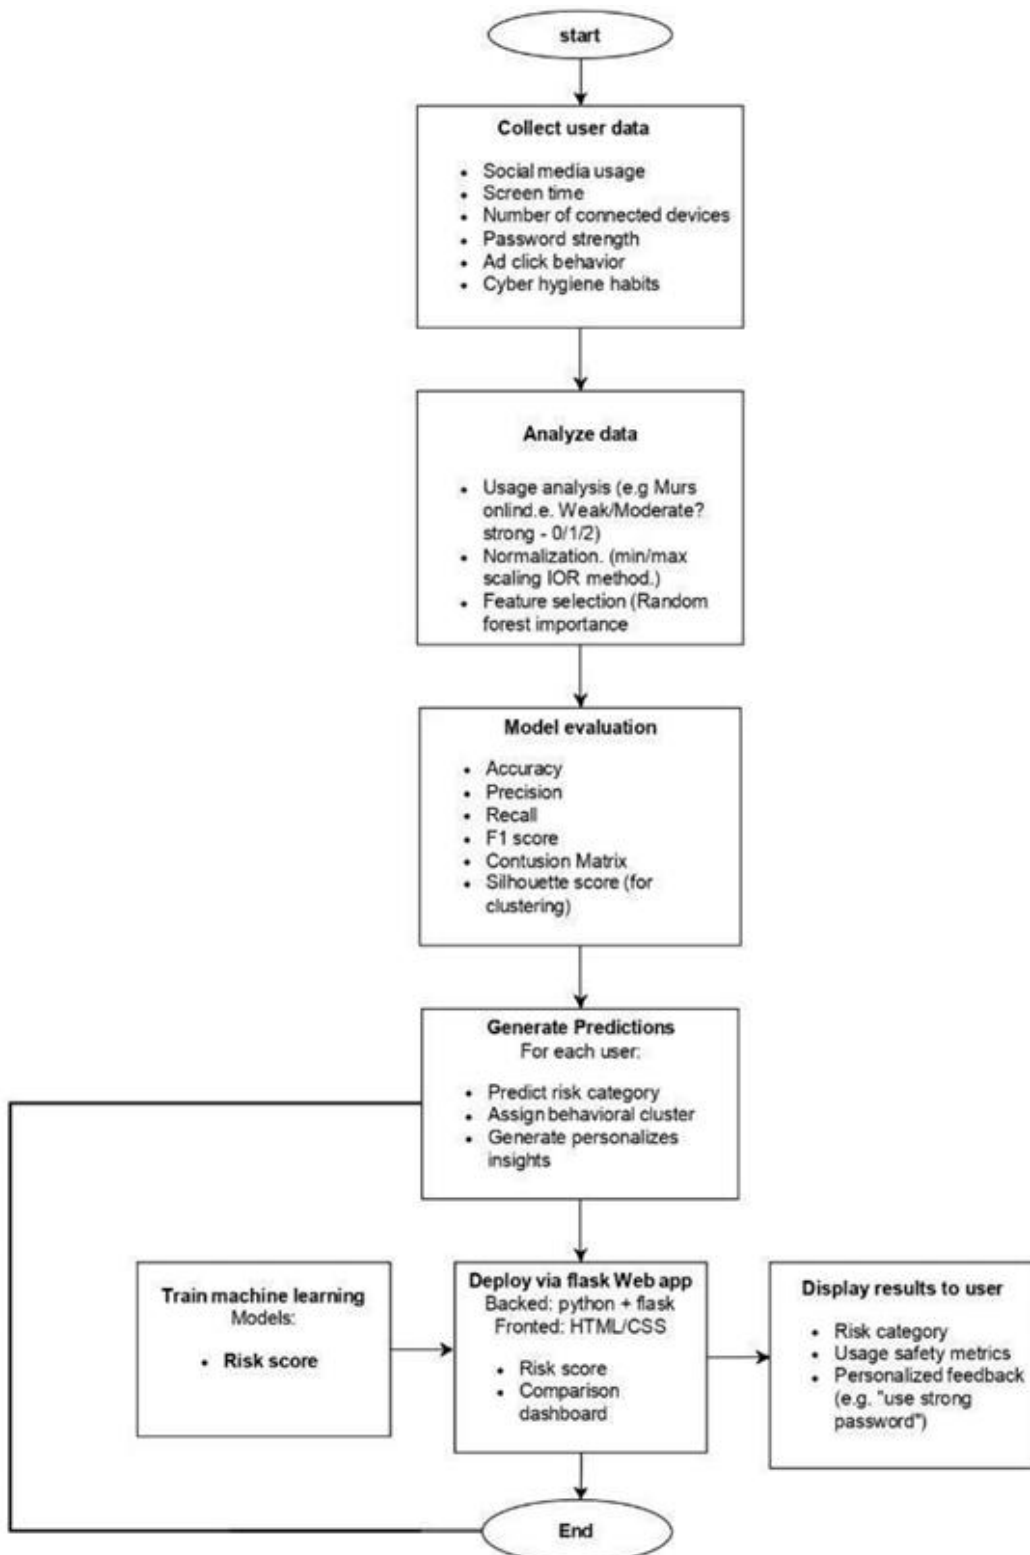 start
Collect user data
• Social media usage
• Screen time
• Number of connected devices
• Password strength
• Ad click behavior
• Cyber hygiene habits
Analyze data
• Usage analysis (e.g Murs
onlind.e. Weak/Moderate?
strong - 0/1/2)
• Normalization. (min/max
scaling IOR method.)
• Feature selection (Random
forest importance
Model evaluation
• Accuracy
• Precision
• Recall
• F1 score
• Contusion Matrix
• Silhouette score (for
clustering)
Generate Predictions
For each user:
• Predict risk category
• Assign behavioral cluster
• Generate personalizes
insights
Train machine learning
Models:
• Risk score
Deploy via flask Web app
Backed: python + flask
Fronted: HTML/CSS
• Risk score
• Comparison
dashboard
Display results to user
• Risk category
• Usage safety metrics
• Personalized feedback
(e.g. "use strong
password")
End